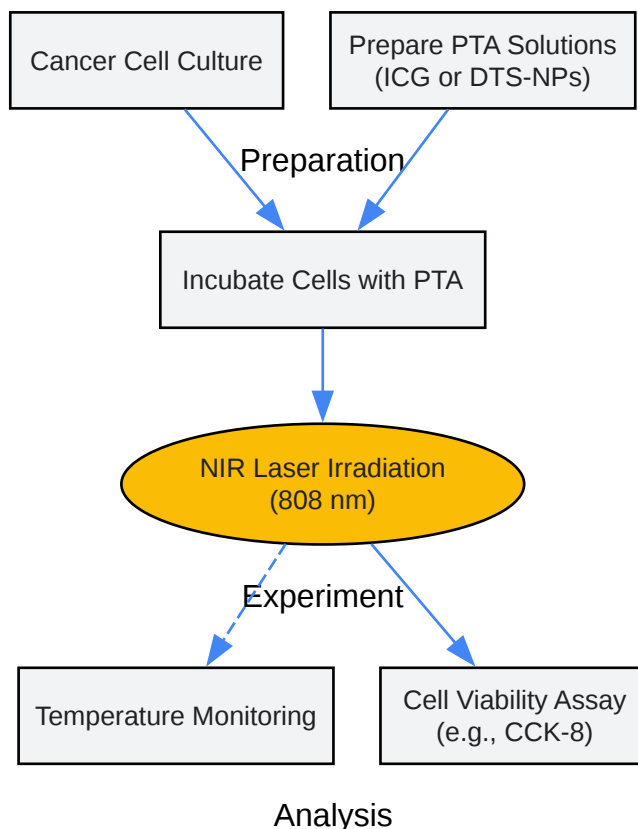 Cancer Cell Culture
Prepare PTA Solutions
(ICG or DTS-NPs)
Preparation
Incubate Cells with PTA
NIR Laser Irradiation
(808 nm)
Experiment
Temperature Monitoring
Cell Viability Assay
(e.g., CCK-8)
Analysis